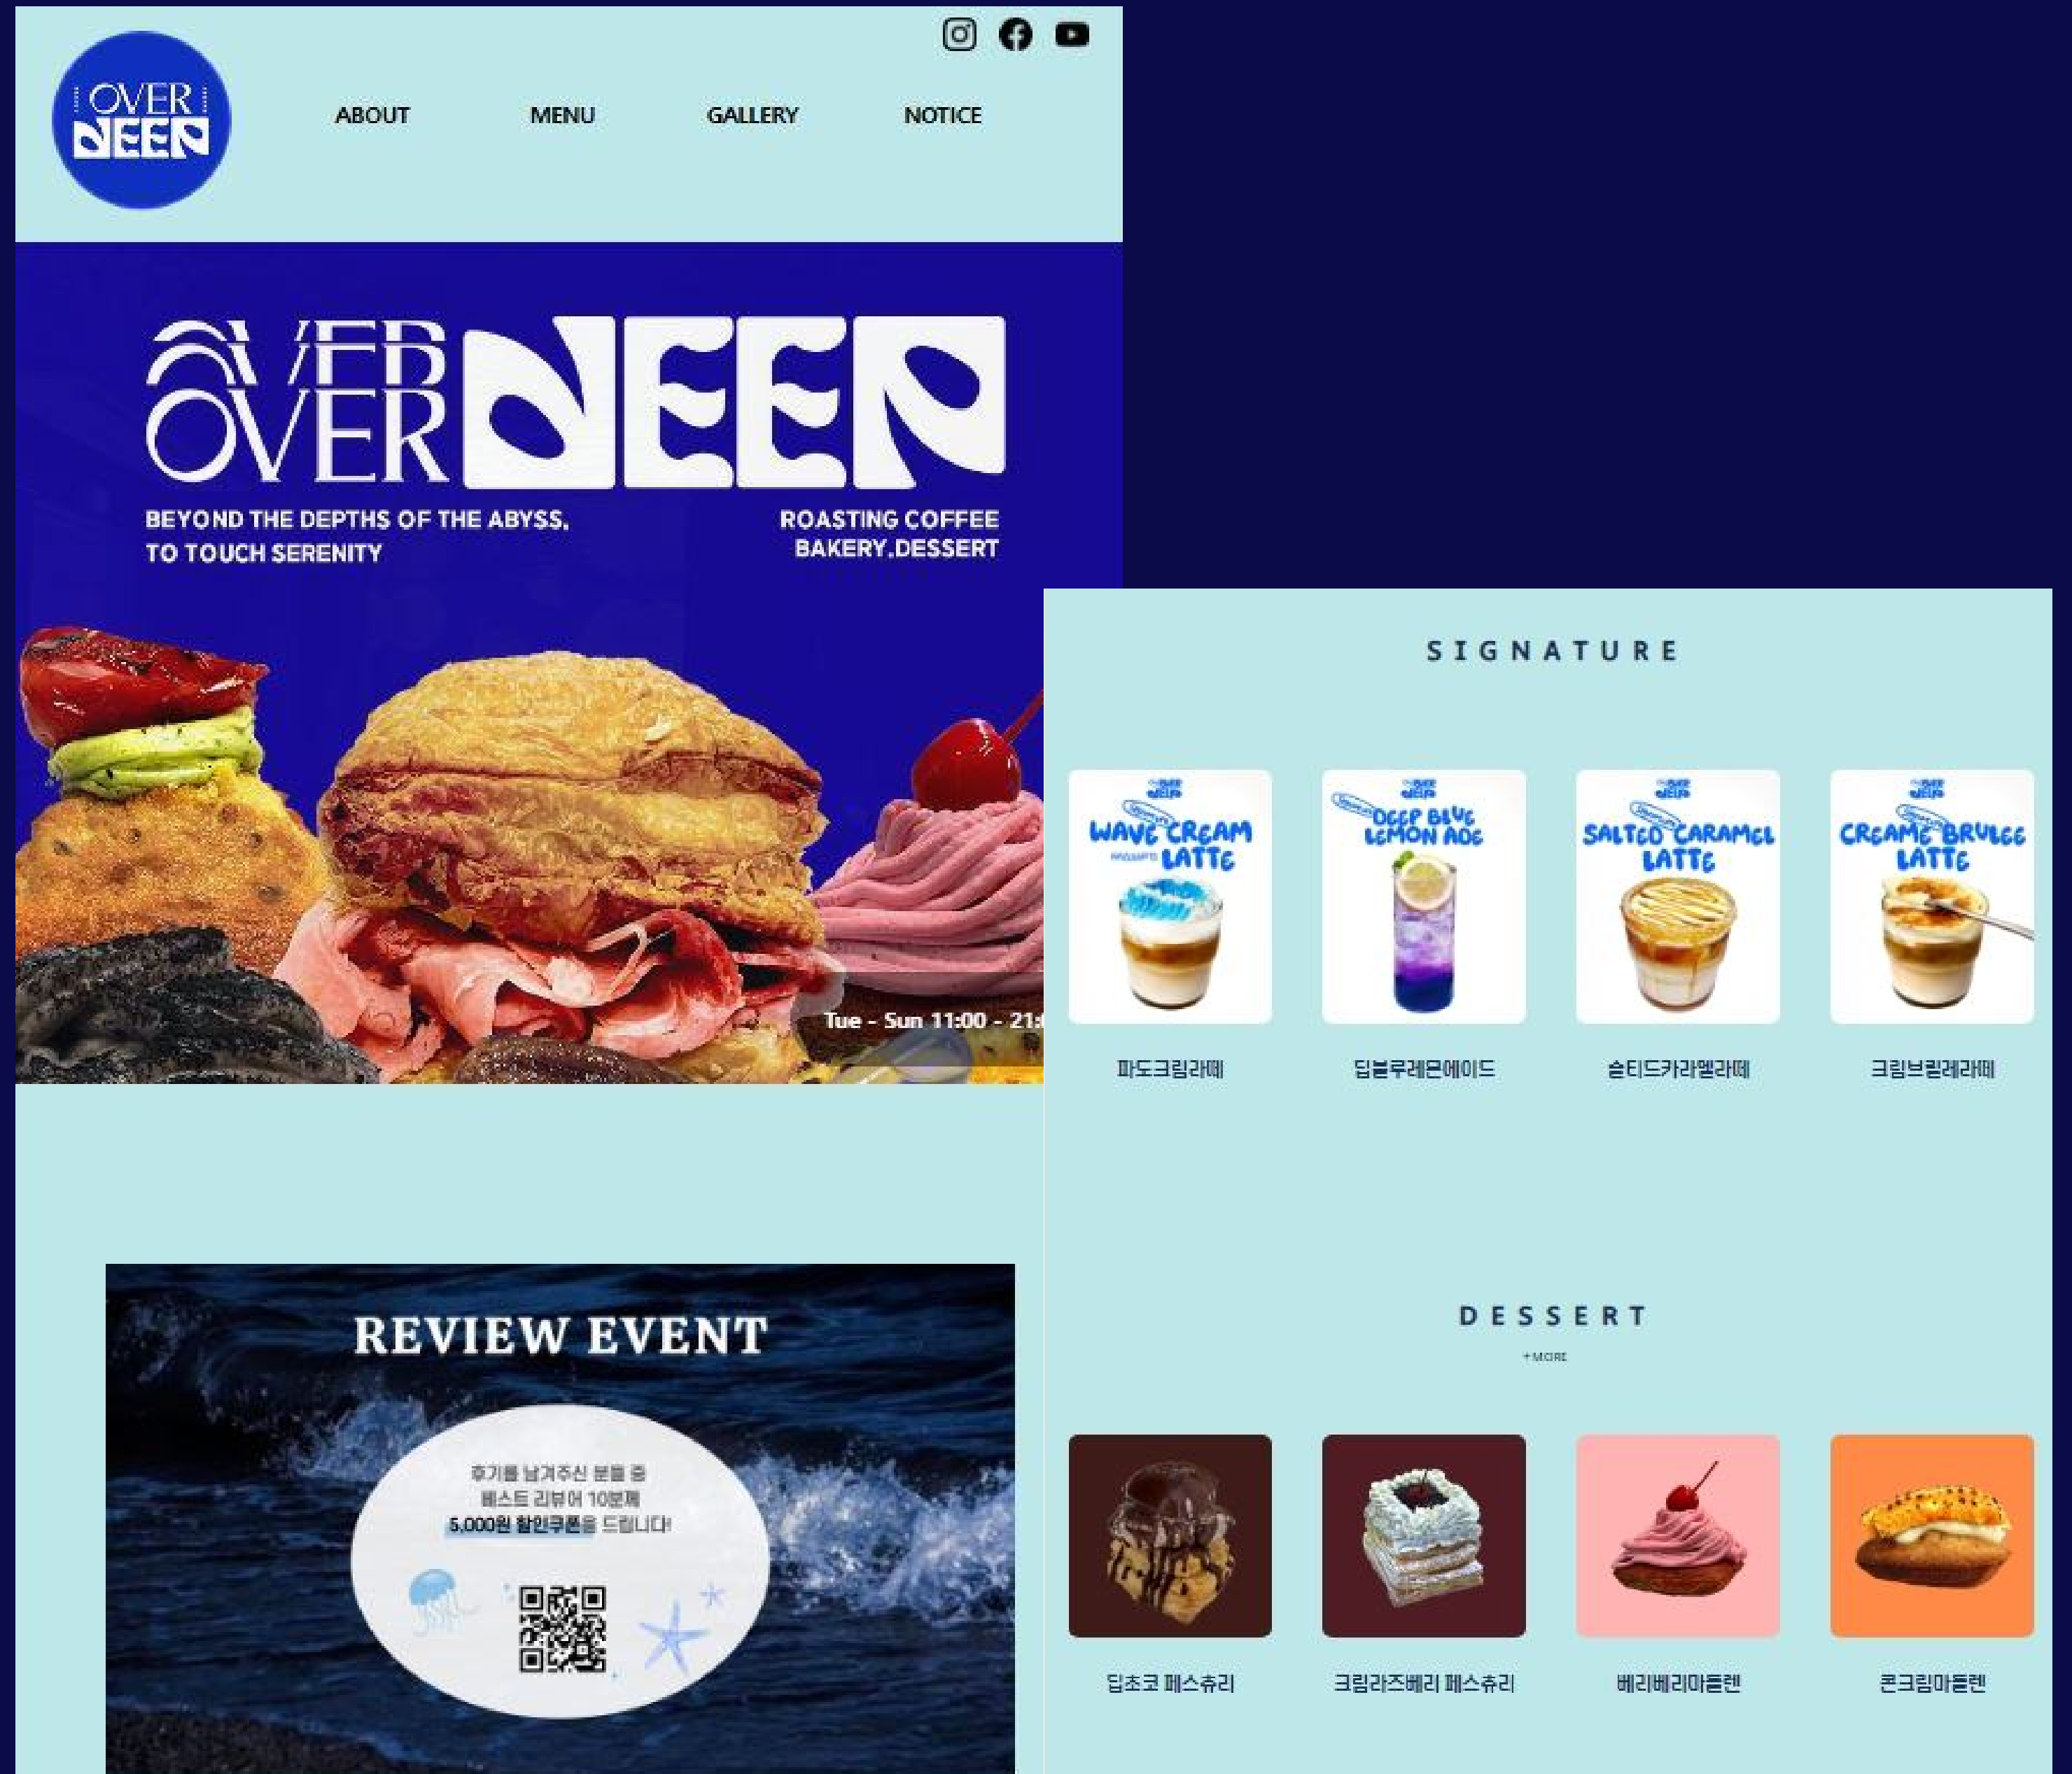 OVER
DEEP
ABOUT
MENU
GALLERY
NOTICE
OVER DEEP
BEYOND THE DEPTHS OF THE ABYSS,
TO TOUCH SERENITY
ROASTING COFFEE
BAKERY.DESSERT
Tue - Sun 11:00 - 21:
REVIEW EVENT
후기를 남겨주신 분들 중
베스트 리뷰어 10분께
5,000원 할인쿠폰을 드립니다!
SIGNATURE
WAVE CREAM
LATTE
DEEP BLUE
LEMON ADE
SALTED CARAMEL
LATTE
CREAME BRULEE
LATTE
파도크림라떼
딥블루레몬에이드
솔티드카라멜라떼
크림브륄레라떼
DESSERT
+MORE
딥초코 페스츄리
크림라즈베리 페스츄리
베리베리마들렌
콘크림마들렌